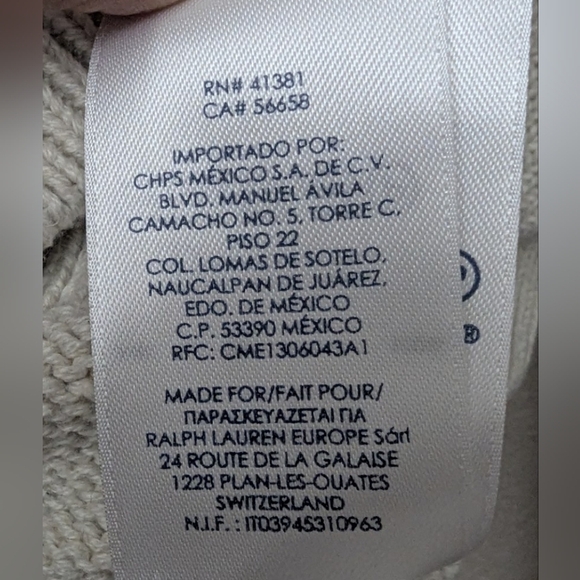 RN# 41381
CA# 56658
IMPORTADO POR:
CHPS MÉXICO S.A. DE C.V.
BLVD. MANUEL ÁVILA
CAMACHO NO. 5, TORRE C,
PISO 22
COL. LOMAS DE SOTELO,
NAUCALPAN DE JUÁREZ,
EDO. DE MÉXICO
C.P. 53390 MÉXICO
RFC: CME1306043A1
®
MADE FOR/FAIT POUR/
ΠΑΡΑΣΚΕΥΑΖΕΤΑΙ ΓΙΑ
RALPH LAUREN EUROPE Sárl
24 ROUTE DE LA GALAISE
1228 PLAN-LES-OUATES
SWITZERLAND
N.I.F. : IT03945310963